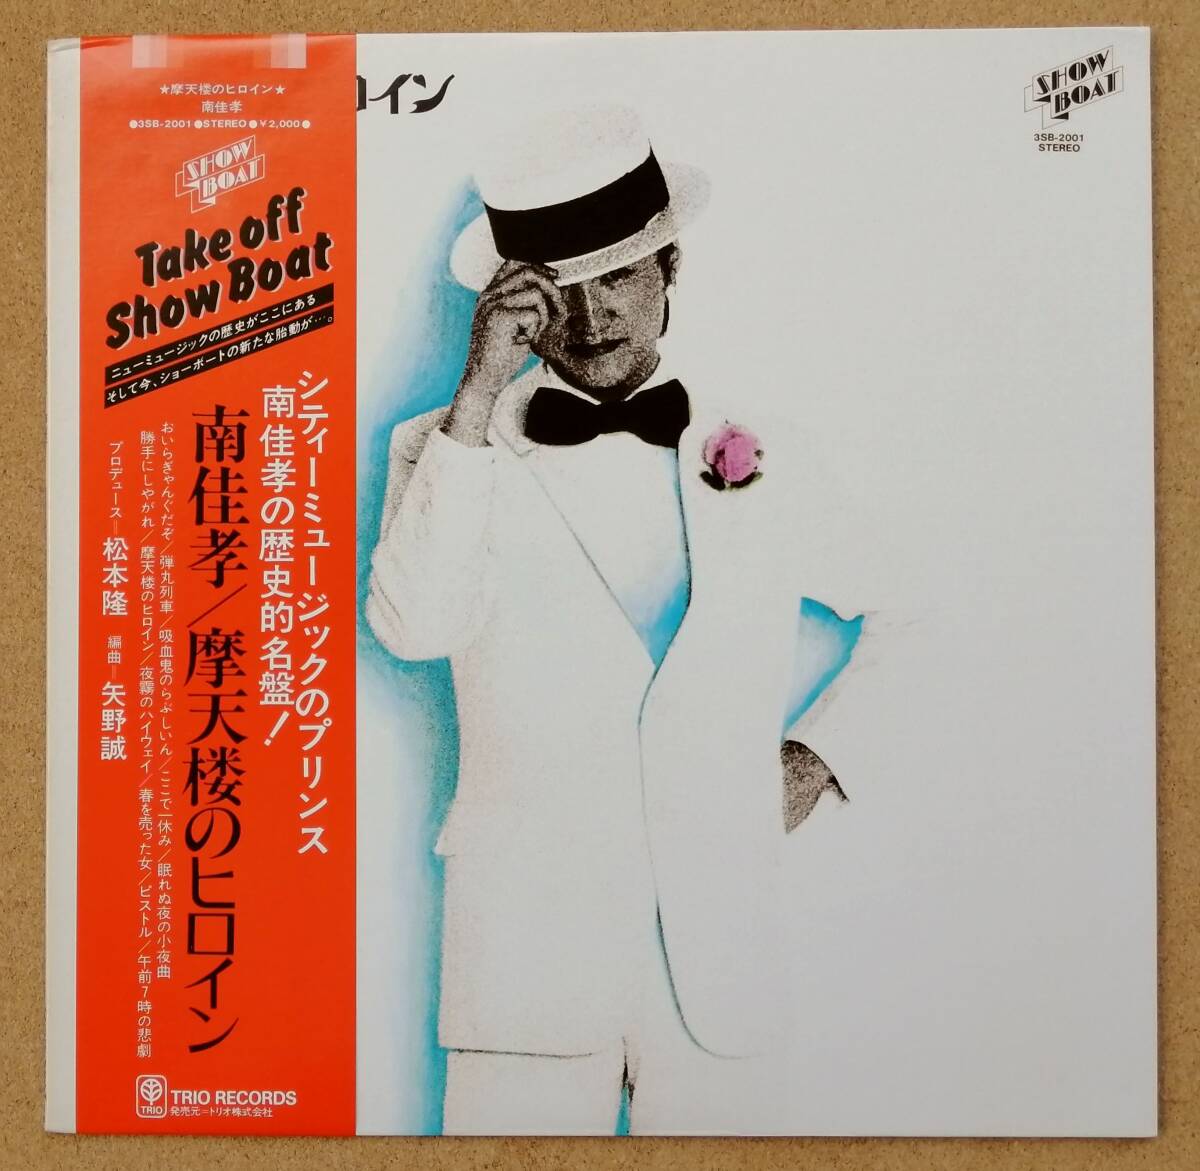 ★摩天楼のヒロイン★
南佳孝
●3SB-2001●STEREO●¥2,000●
SHOW
BOAT
Take off
Show Boat
ニューミュージックの歴史がここにある
そして今、ショーボートの新たな胎動が…。
シティーミュージックのプリンス
南佳孝の歴史的名盤!
南佳孝/摩天楼のヒロイン
おいらぎゃんぐだぞ/弾丸列車/吸血鬼のらぶしいん/ここで一休み/眠れぬ夜の小夜曲
勝手にしやがれ/摩天楼のヒロイン/夜霧のハイウェイ/春を売った女/ピストル/午前7時の悲劇
プロデュース=松本隆 編曲=矢野誠
TRIO
TRIO RECORDS
発売元=トリオ株式会社
ロイン
SHOW
BOAT
3SB-2001
STEREO